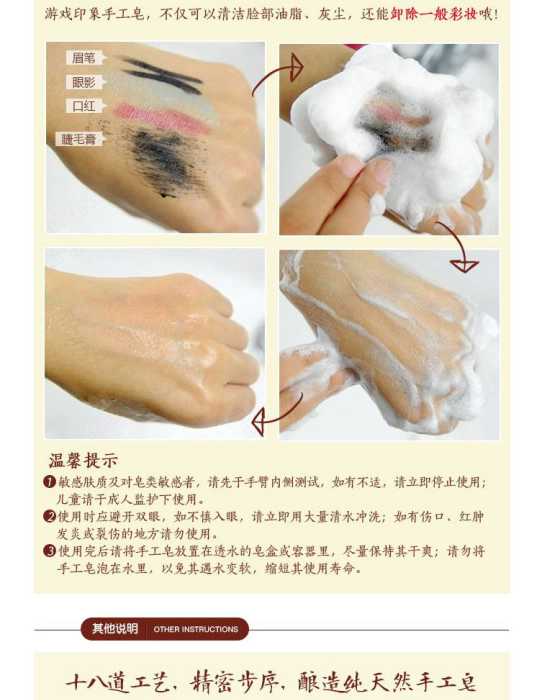 游戏印象手工皂，不仅可以清洁脸部油脂、灰尘，还能卸除一般彩妆哦！
眉笔
眼影
口红
睫毛膏
温馨提示
1 敏感肤质及对皂类敏感者，请先于手臂内侧测试，如有不适，请立即停止使用；
儿童请于成人监护下使用。
2 使用时应避开双眼，如不慎入眼，请立即用大量清水冲洗；如有伤口、红肿
发炎或裂伤的地方请勿使用。
3 使用完后请将手工皂放置在透水的皂盒或容器里，尽量保持其干爽；请勿将
手工皂泡在水里，以免其遇水变软，缩短其使用寿命。
其他说明 OTHER INSTRUCTIONS
十八道工艺，精密步序，酿造纯天然手工皂